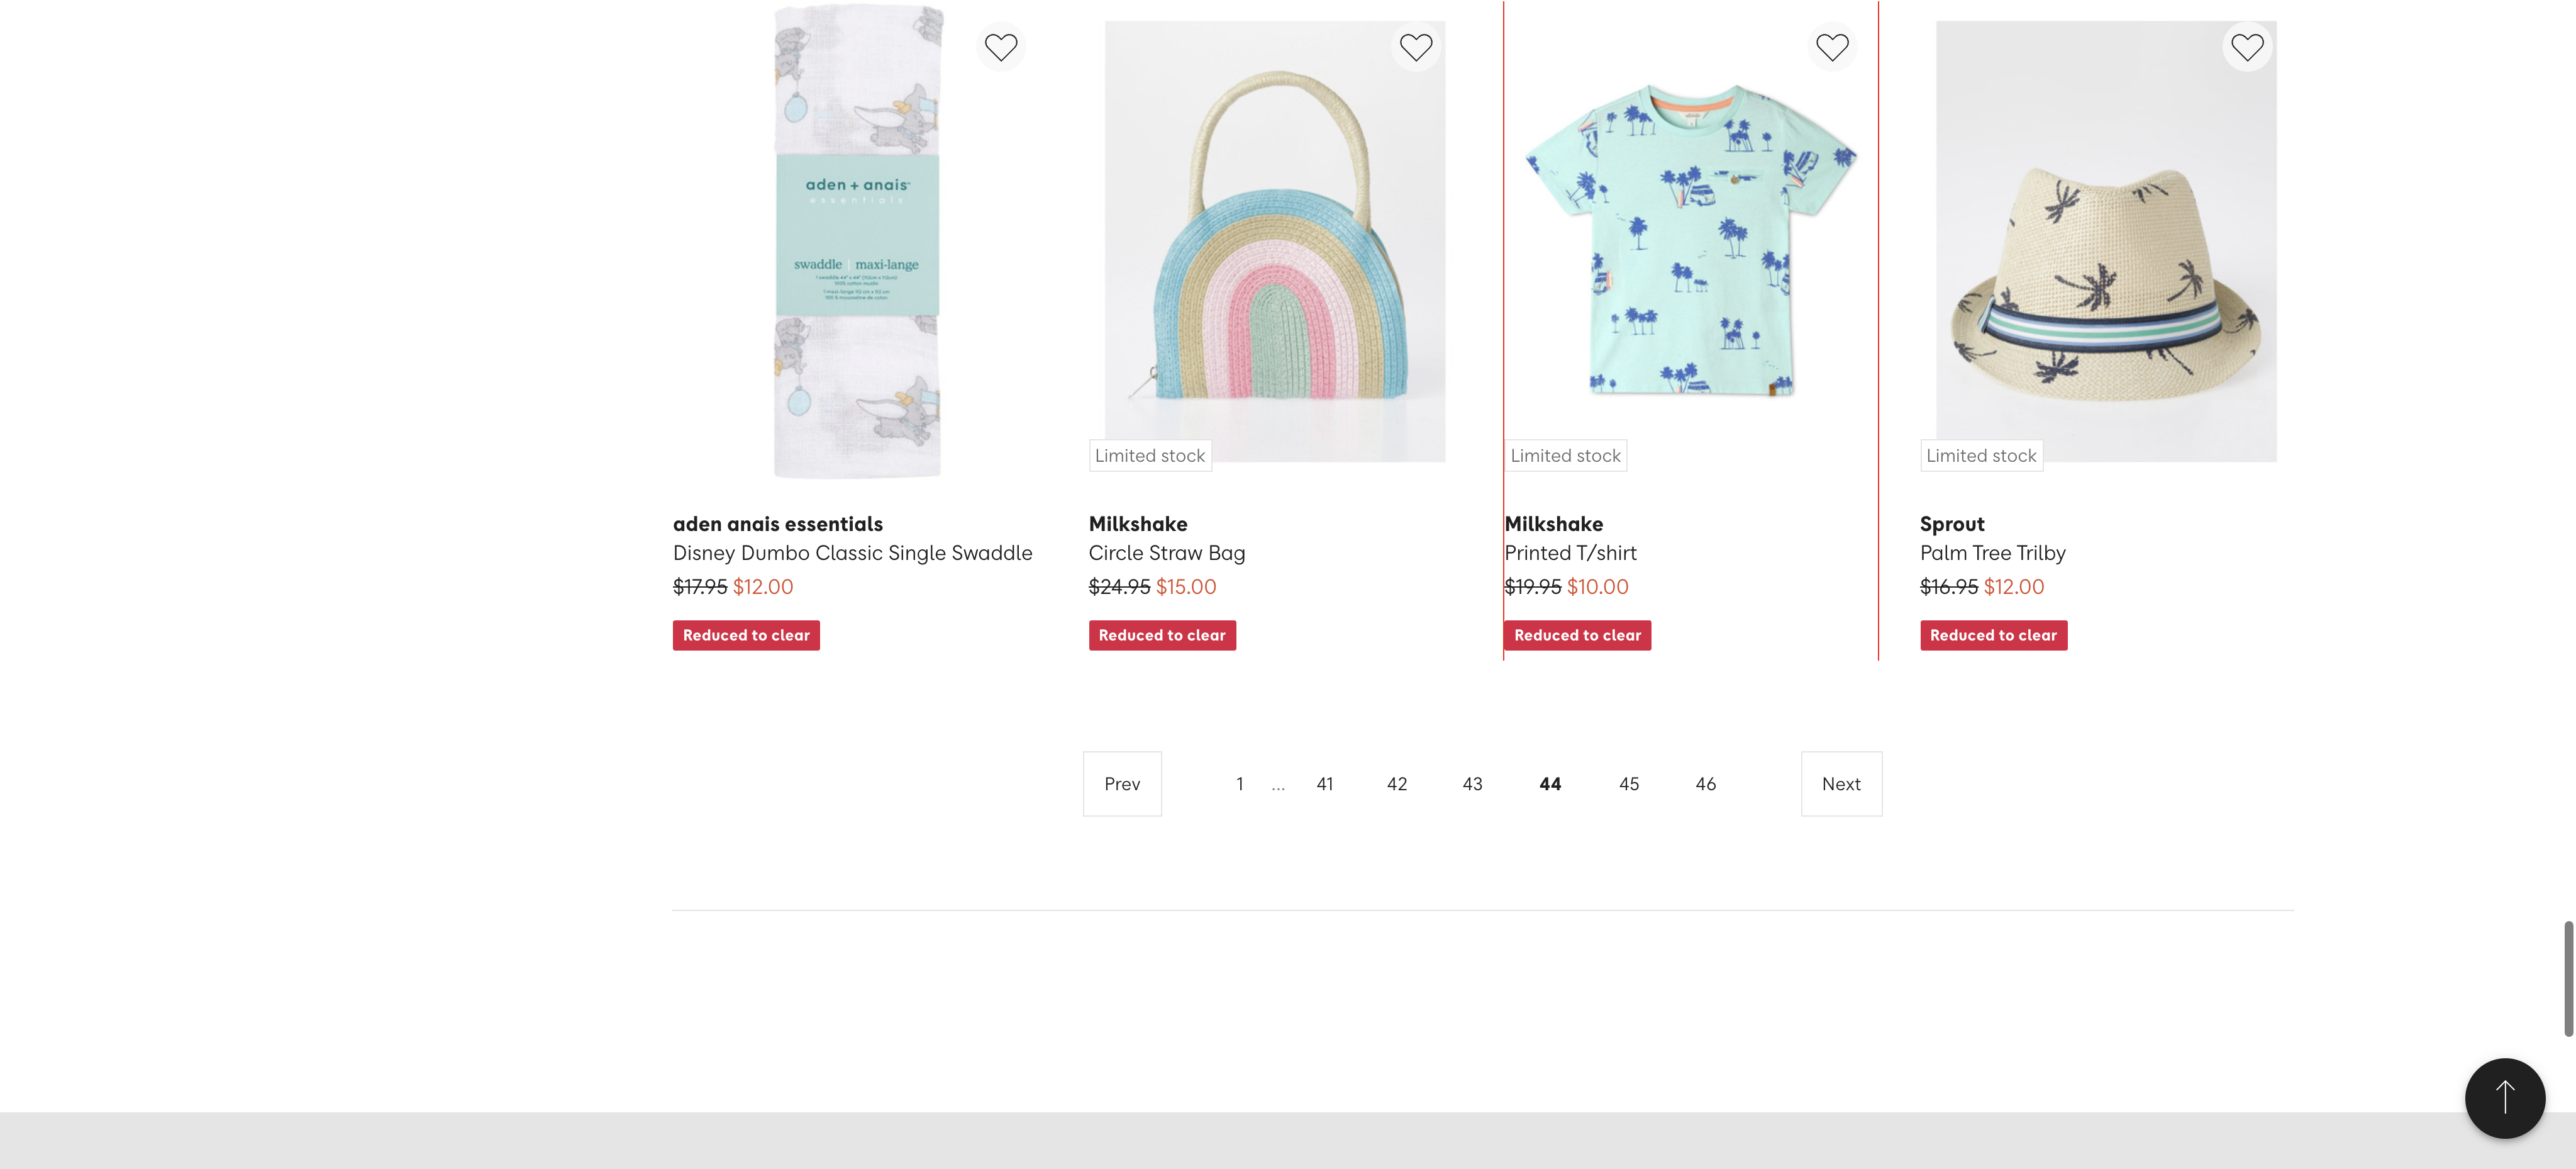 aden + anais
essentials
swaddle | maxi-lange
Limited stock
Limited stock
Limited stock
aden anais essentials
Disney Dumbo Classic Single Swaddle
$17.95 $12.00
Reduced to clear
Milkshake
Circle Straw Bag
$24.95 $15.00
Reduced to clear
Milkshake
Printed T/shirt
$19.95 $10.00
Reduced to clear
Sprout
Palm Tree Trilby
$16.95 $12.00
Reduced to clear
Prev 1 ... 41 42 43 44 45 46 Next